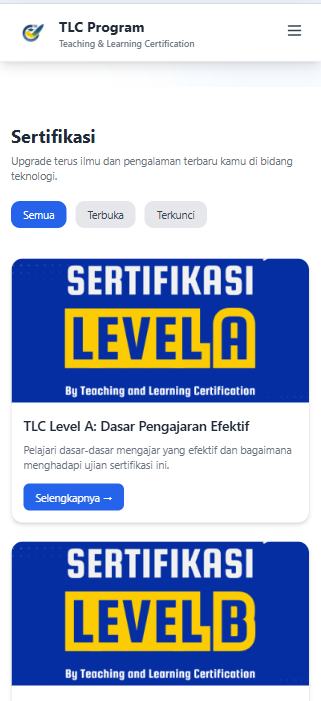 TLC Program
Teaching & Learning Certification
Sertifikasi
Upgrade terus ilmu dan pengalaman terbaru kamu di bidang
teknologi.
Semua
Terbuka
Terkunci
SERTIFIKASI
LEVEL A
By Teaching and Learning Certification
TLC Level A: Dasar Pengajaran Efektif
Pelajari dasar-dasar mengajar yang efektif dan bagaimana
menghadapi ujian sertifikasi ini.
Selengkapnya →
SERTIFIKASI
LEVEL B
By Teaching and Learning Certification